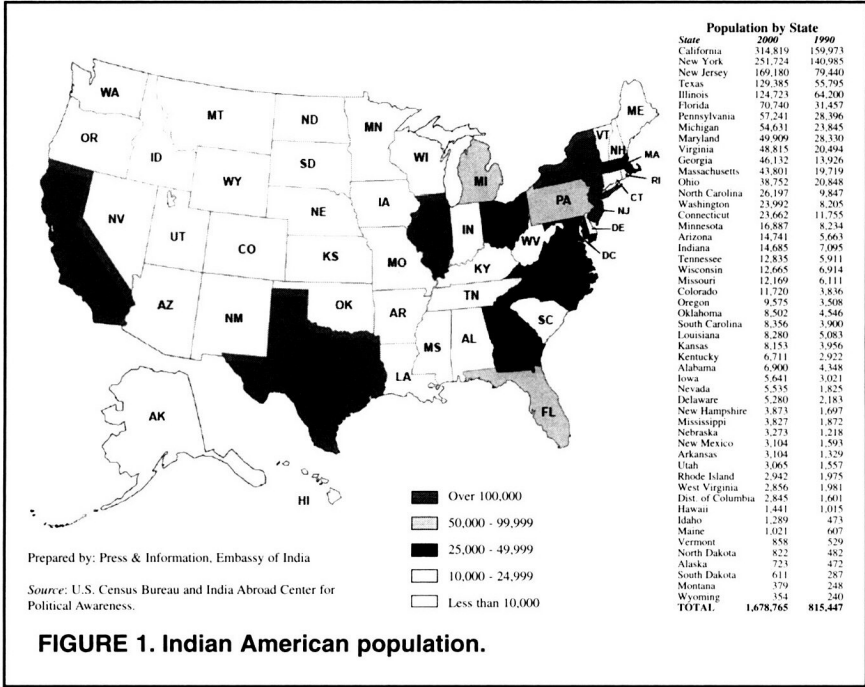 Population by State
State 2000 1990
California 314,819 159,973
New York 251,724 140,985
New Jersey 169,180 79,440
Texas 129,385 55,795
Illinois 124,723 64,200
Florida 70,740 31,457
Pennsylvania 57,241 28,396
Michigan 54,631 23,845
Maryland 49,909 28,330
Virginia 48,815 20,494
Georgia 46,132 13,926
Massachusetts 43,801 19,719
Ohio 38,752 20,848
North Carolina 26,197 9,847
Washington 23,992 8,205
Connecticut 23,662 11,755
Minnesota 16,887 8,234
Arizona 14,741 5,663
Indiana 14,685 7,095
Tennessee 12,835 5,911
Wisconsin 12,665 6,914
Missouri 12,169 6,111
Colorado 11,720 3,836
Oregon 9,575 3,508
Oklahoma 8,502 4,546
South Carolina 8,356 3,900
Louisiana 8,280 5,083
Kansas 8,153 3,956
Kentucky 6,711 2,922
Alabama 6,900 4,348
Iowa 5,641 3,021
Nevada 5,535 1,825
Delaware 5,280 2,183
New Hampshire 3,873 1,697
Mississippi 3,827 1,872
Nebraska 3,273 1,218
New Mexico 3,104 1,593
Arkansas 3,104 1,329
Utah 3,065 1,557
Rhode Island 2,942 1,975
West Virginia 2,856 1,981
Dist. of Columbia 2,845 1,601
Hawaii 1,441 1,015
Idaho 1,289 473
Maine 1,021 607
Vermont 858 529
North Dakota 822 482
Alaska 723 472
South Dakota 611 287
Montana 379 248
Wyoming 354 240
TOTAL 1,678,765 815,447
WA
MT
ND
MN
ME
VT
NH
OR
ID
SD
WI
MI
MA
WY
RI
CT
IA
NE
PA
NJ
NV
UT
CO
IN
DE
WV
DC
KS
MO
KY
AZ
NM
OK
AR
TN
SC
MS
AL
LA
FL
AK
HI
Over 100,000
50,000 - 99,999
25,000 - 49,999
10,000 - 24,999
Less than 10,000
Prepared by: Press & Information, Embassy of India
Source: U.S. Census Bureau and India Abroad Center for
Political Awareness.
FIGURE 1. Indian American population.